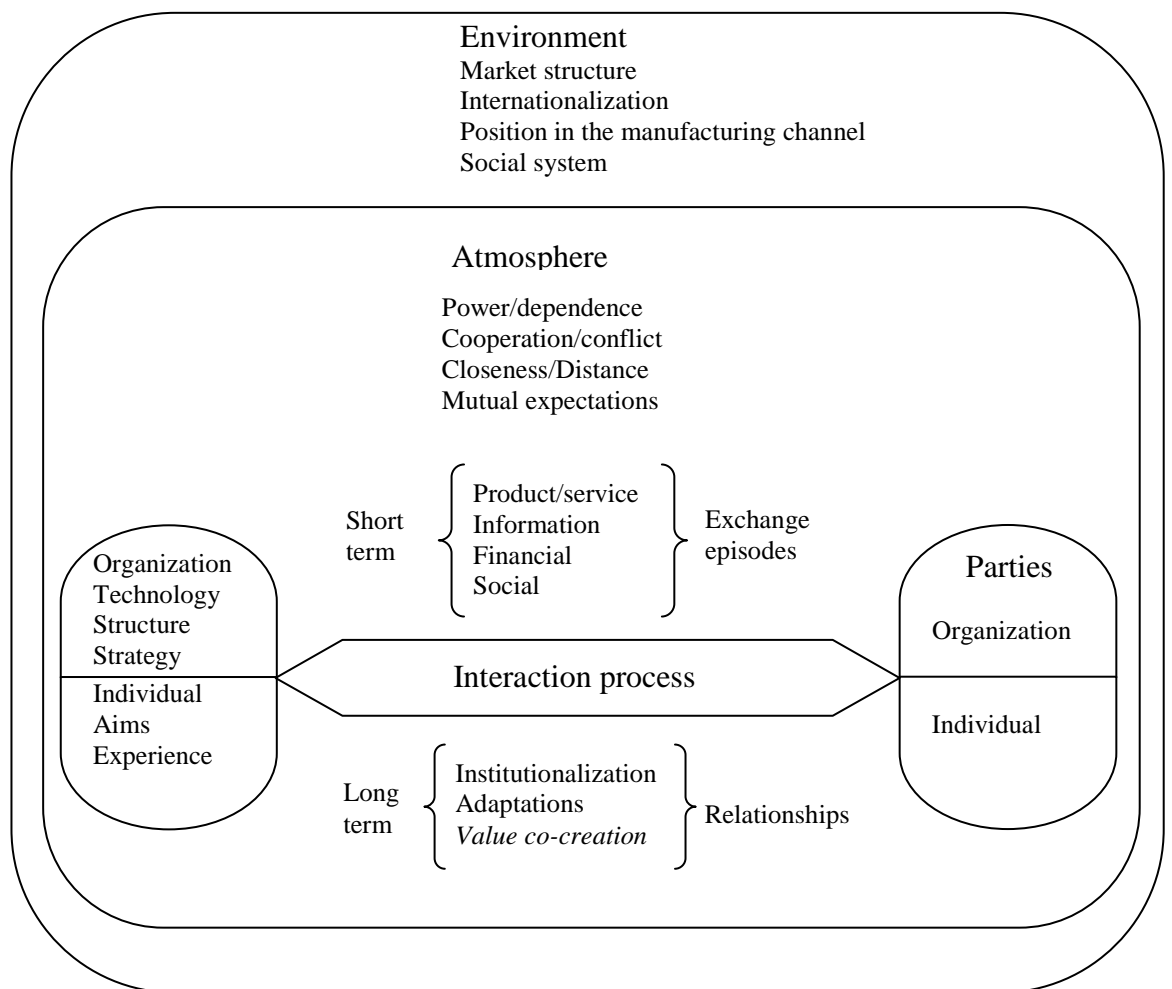 Environment
Market structure
Internationalization
Position in the manufacturing channel
Social system
Atmosphere
Power/dependence
Cooperation/conflict
Closeness/Distance
Mutual expectations
Short
term
Product/service
Information
Financial
Social
Exchange
episodes
Organization
Technology
Structure
Strategy
Individual
Aims
Experience
Interaction process
Parties
Organization
Individual
Long
term
Institutionalization
Adaptations
Value co-creation
Relationships